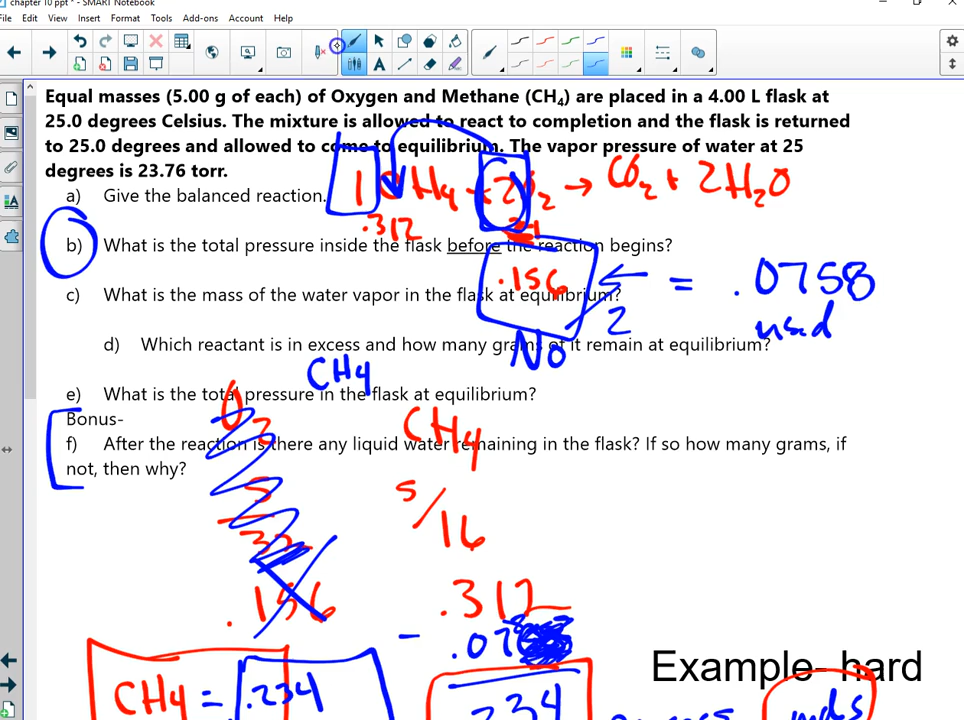 chapter 10 ppt * - SMART Notebook
File Edit View Insert Format Tools Add-ons Account Help
Equal masses (5.00 g of each) of Oxygen and Methane (CH₄) are placed in a 4.00 L flask at
25.0 degrees Celsius. The mixture is allowed to react to completion and the flask is returned
to 25.0 degrees and allowed to come to equilibrium. The vapor pressure of water at 25
degrees is 23.76 torr.
a) Give the balanced reaction.
1 CH4 + 2O2 → CO2 + 2H2O
.312
b) What is the total pressure inside the flask before the reaction begins?
.156
2
= .0758
used
c) What is the mass of the water vapor in the flask at equilibrium?
d) Which reactant is in excess and how many grams of it remain at equilibrium?
No
CH4
e) What is the total pressure in the flask at equilibrium?
Bonus-
f) After the reaction is there any liquid water remaining in the flask? If so how many grams, if
not, then why?
O2
CH4
5
32
5/16
.156
.312
- .07
CH4 = .234
.234
mols
Example- hard